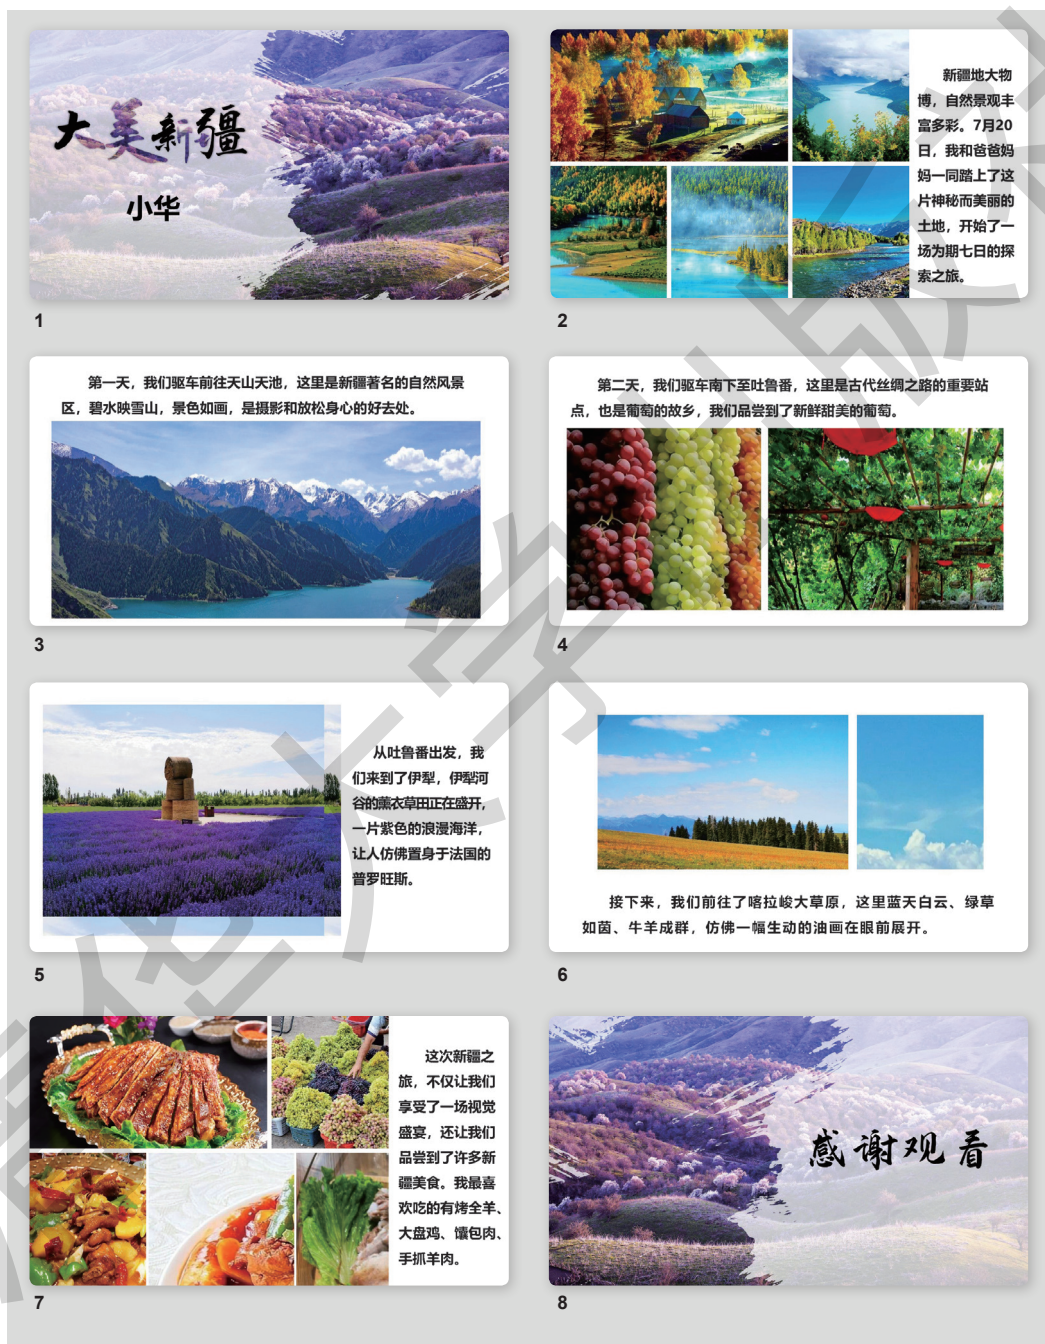 大美新疆
小华
1
新疆地大物
博，自然景观丰
富多彩。7月20
日，我和爸爸妈
妈一同踏上了这
片神秘而美丽的
土地，开始了一
场为期七日的探
索之旅。
2
第一天，我们驱车前往天山天池，这里是新疆著名的自然风景
区，碧水映雪山，景色如画，是摄影和放松身心的好去处。
3
第二天，我们驱车南下至吐鲁番，这里是古代丝绸之路的重要站
点，也是葡萄的故乡，我们品尝到了新鲜甜美的葡萄。
4
从吐鲁番出发，我
们来到了伊犁，伊犁河
谷的薰衣草田正在盛开，
一片紫色的浪漫海洋，
让人仿佛置身于法国的
普罗旺斯。
5
接下来，我们前往了喀拉峻大草原，这里蓝天白云、绿草
如茵、牛羊成群，仿佛一幅生动的油画在眼前展开。
6
这次新疆之
旅，不仅让我们
享受了一场视觉
盛宴，还让我们
品尝到了许多新
疆美食。我最喜
欢吃的有烤全羊、
大盘鸡、馕包肉、
手抓羊肉。
7
感谢观看
8
清华大学出版社